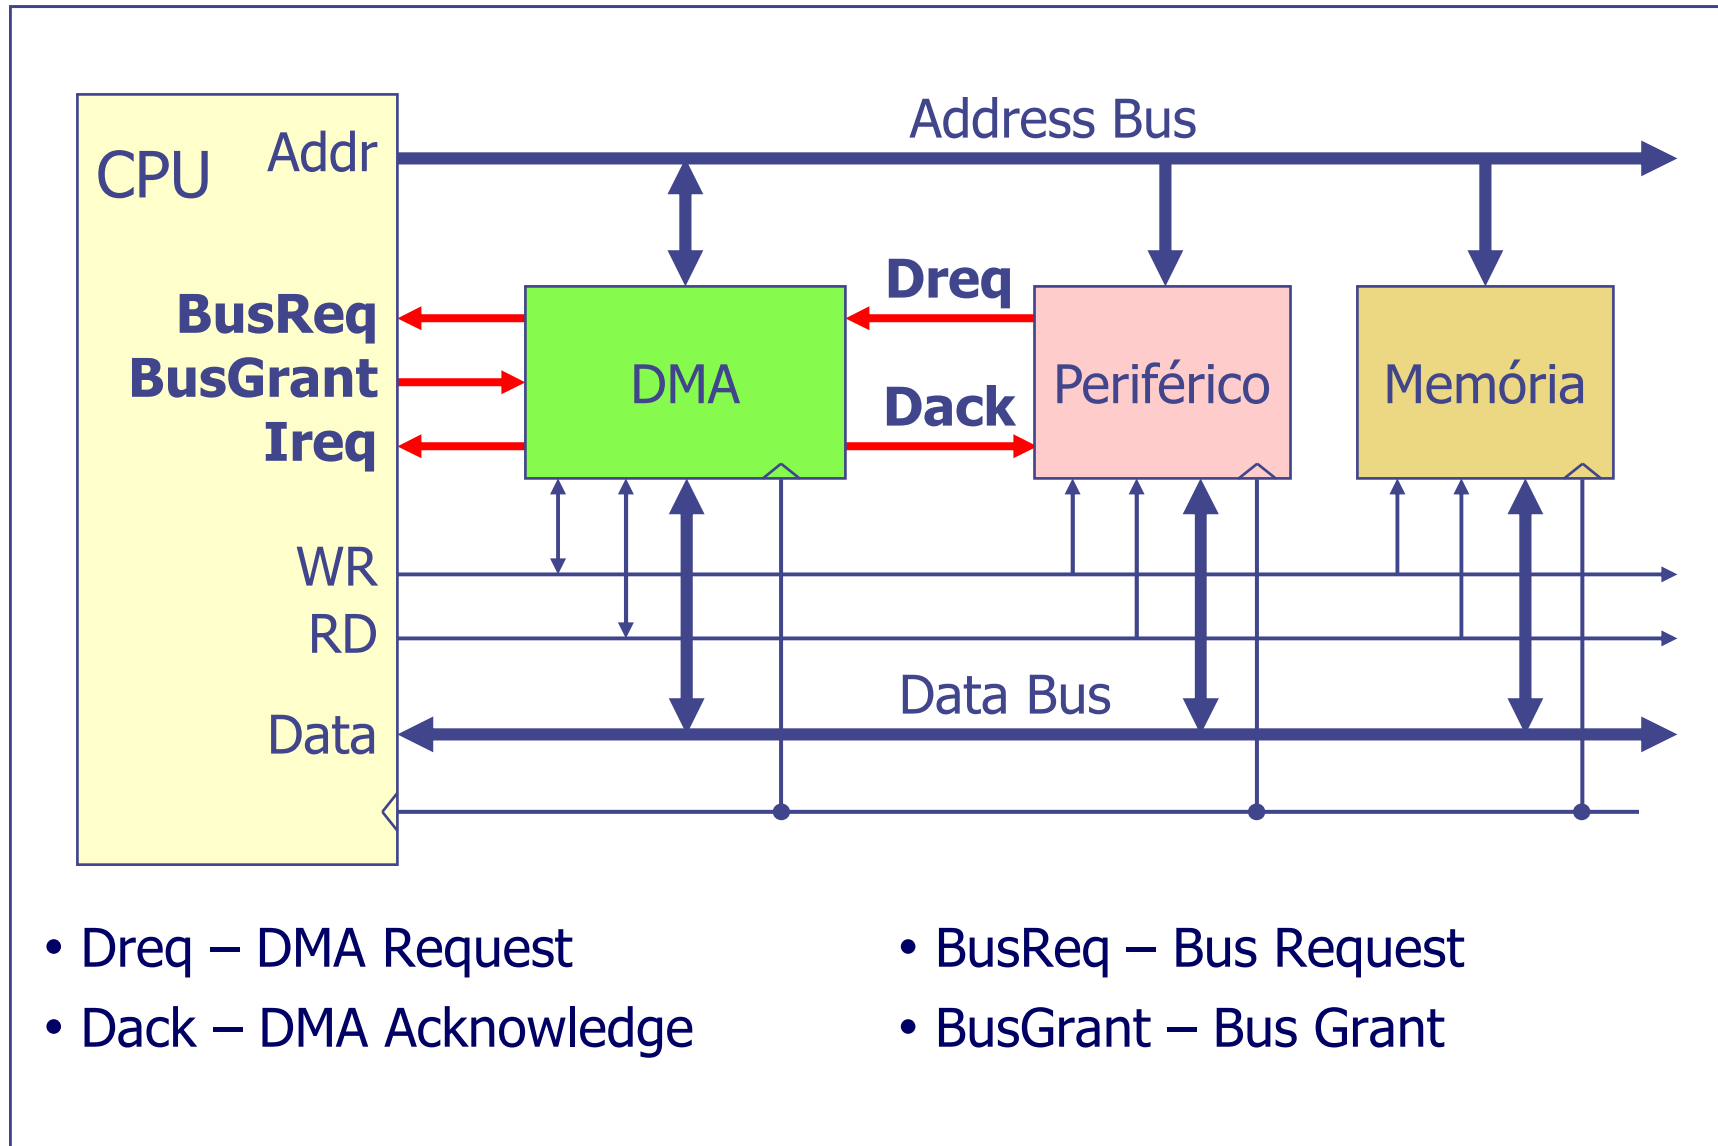 Address Bus
CPU
Addr
Dreq
BusReq
BusGrant
DMA
Periférico
Memória
Dack
Ireq
WR
RD
Data Bus
Data
• Dreq – DMA Request
• BusReq – Bus Request
• Dack – DMA Acknowledge
• BusGrant – Bus Grant